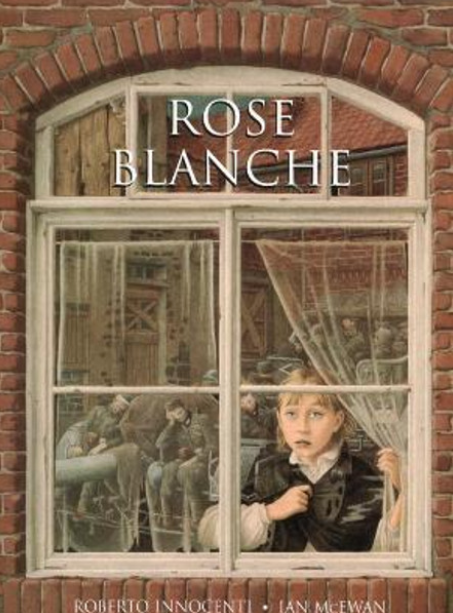 ROSE
BLANCHE
ROBERTO INNOCENTI • IAN McEWAN